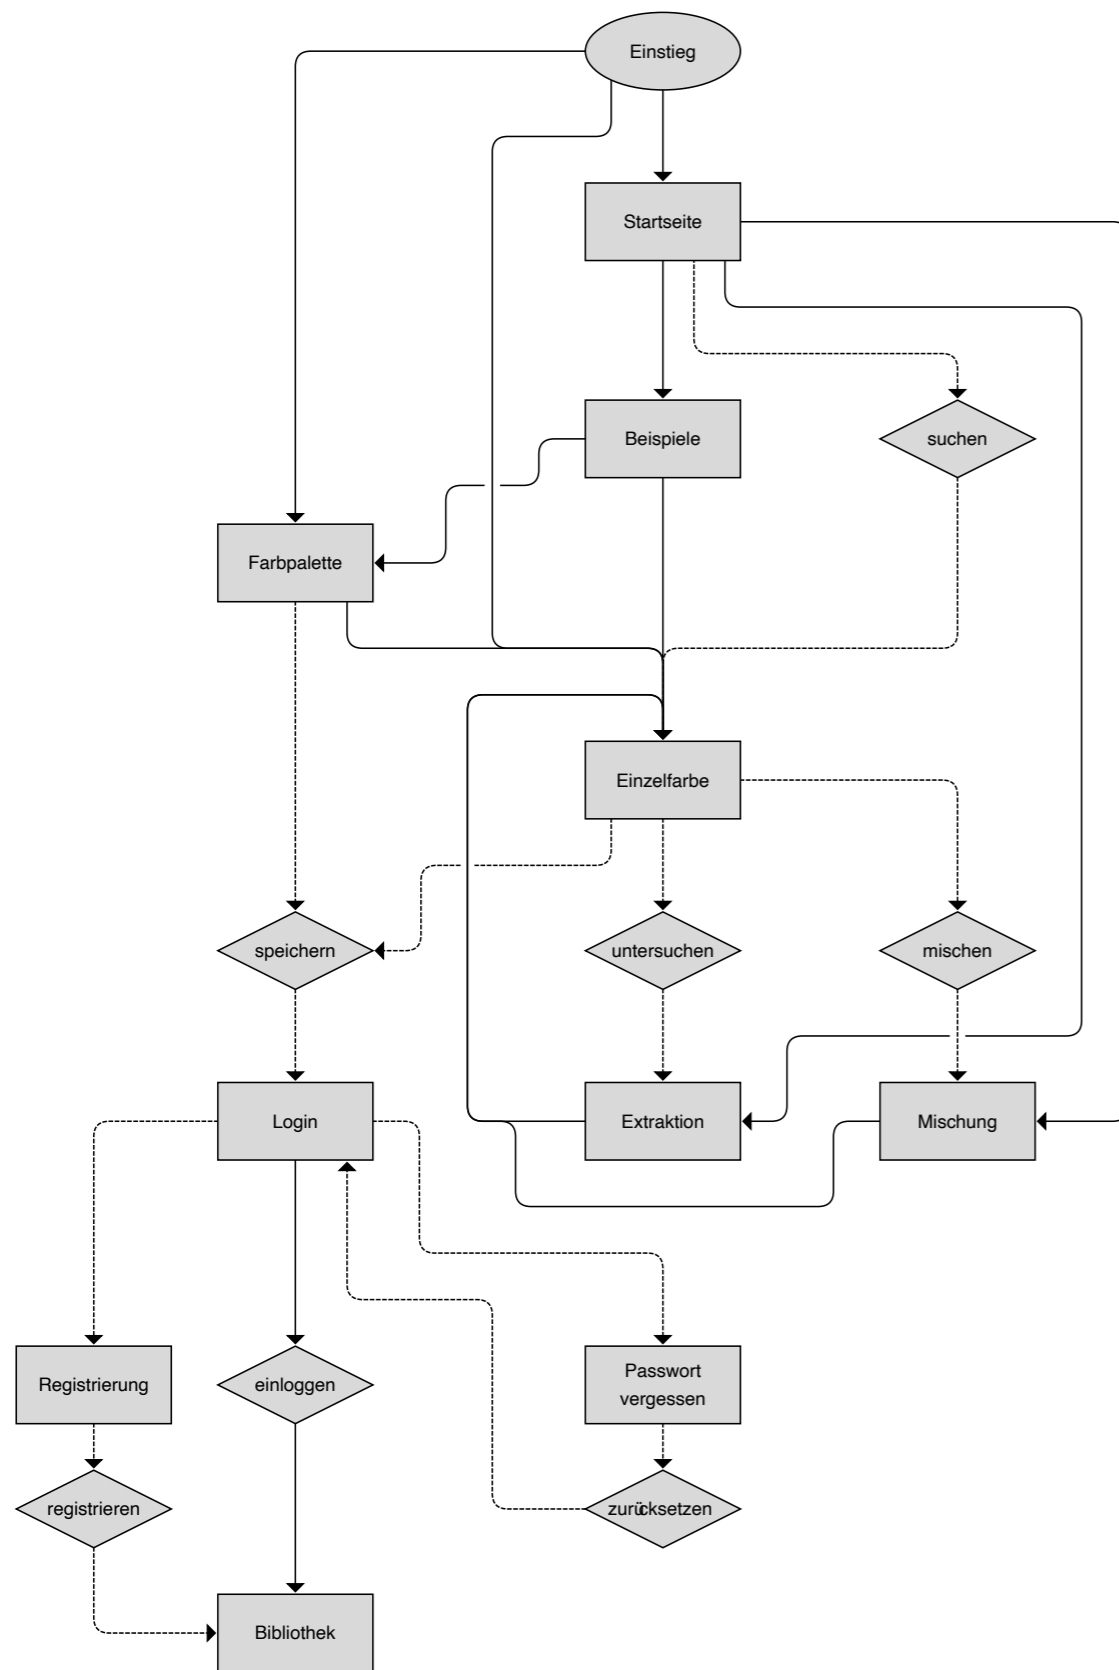 Einstieg
Startseite
Beispiele
suchen
Farbpalette
Einzelfarbe
speichern
untersuchen
mischen
Login
Extraktion
Mischung
Registrierung
einloggen
Passwort
vergessen
registrieren
zurücksetzen
Bibliothek